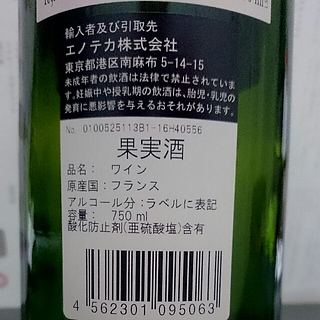 輸入者及び引取先
エノテカ株式会社
東京都港区南麻布 5-14-15
未成年者の飲酒は法律で禁止されていま
す。妊娠中や授乳期の飲酒は、胎児・乳児の
発育に悪影響を与えるおそれがあります。
No. 0100525113B1-16H40556
果実酒
品名： ワイン
原産国：フランス
アルコール分：ラベルに表記
容量： 750 ml
酸化防止剤(亜硫酸塩)含有
4 562301 095063